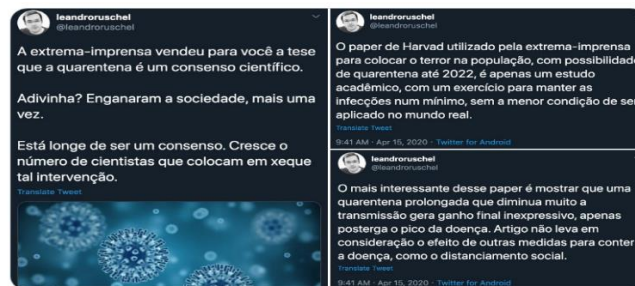 leandroruschel
@leandroruschel
A extrema-imprensa vendeu para você a tese
que a quarentena é um consenso científico.
Adivinha? Enganaram a sociedade, mais uma
vez.
Está longe de ser um consenso. Cresce o
número de cientistas que colocam em xeque
tal intervenção.
Translate Tweet
leandroruschel
@leandroruschel
O paper de Harvad utilizado pela extrema-imprensa
para colocar o terror na população, com possibilidad
de quarentena até 2022, é apenas um estudo
acadêmico, com um exercício para manter as
infecções num mínimo, sem a menor condição de se
aplicado no mundo real.
Translate Tweet
9:41 AM · Apr 15, 2020 · Twitter for Android
leandroruschel
@leandroruschel
O mais interessante desse paper é mostrar que uma
quarentena prolongada que diminua muito a
transmissão gera ganho final inexpressivo, apenas
posterga o pico da doença. Artigo não leva em
consideração o efeito de outras medidas para conter
a doença, como o distanciamento social.
Translate Tweet
9:41 AM · Apr 15, 2020 · Twitter for Android